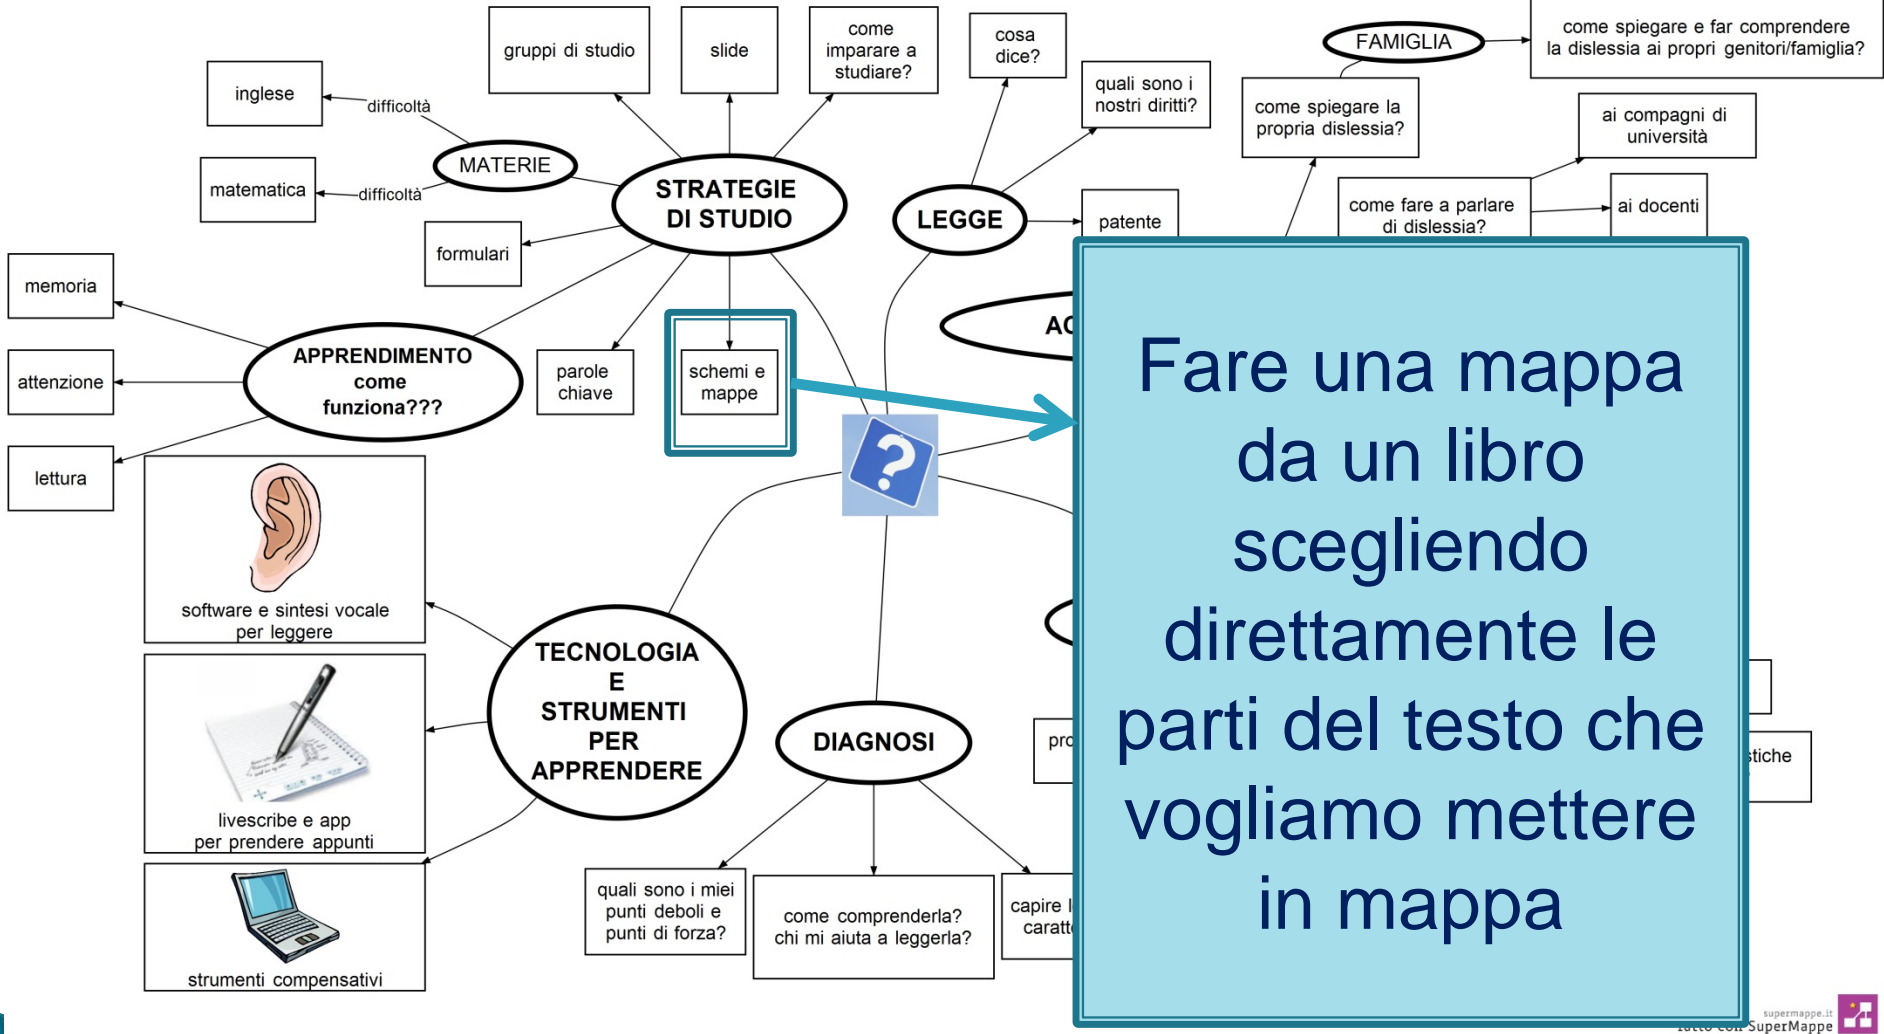 gruppi di studio
slide
come
imparare a
studiare?
cosa
dice?
FAMIGLIA
come spiegare e far comprendere
la dislessia ai propri genitori/famiglia?
inglese
difficoltà
quali sono i
nostri diritti?
come spiegare la
propria dislessia?
ai compagni di
università
MATERIE
matematica
difficoltà
STRATEGIE
DI STUDIO
LEGGE
patente
come fare a parlare
di dislessia?
ai docenti
formulari
memoria
attenzione
lettura
APPRENDIMENTO
come
funziona???
parole
chiave
schemi e
mappe
?
Fare una mappa
da un libro
scegliendo
direttamente le
parti del testo che
vogliamo mettere
in mappa
software e sintesi vocale
per leggere
livescribe e app
per prendere appunti
strumenti compensativi
TECNOLOGIA
E
STRUMENTI
PER
APPRENDERE
DIAGNOSI
quali sono i miei
punti deboli e
punti di forza?
come comprenderla?
chi mi aiuta a leggerla?
capire
supermappe.it
SuperMappe